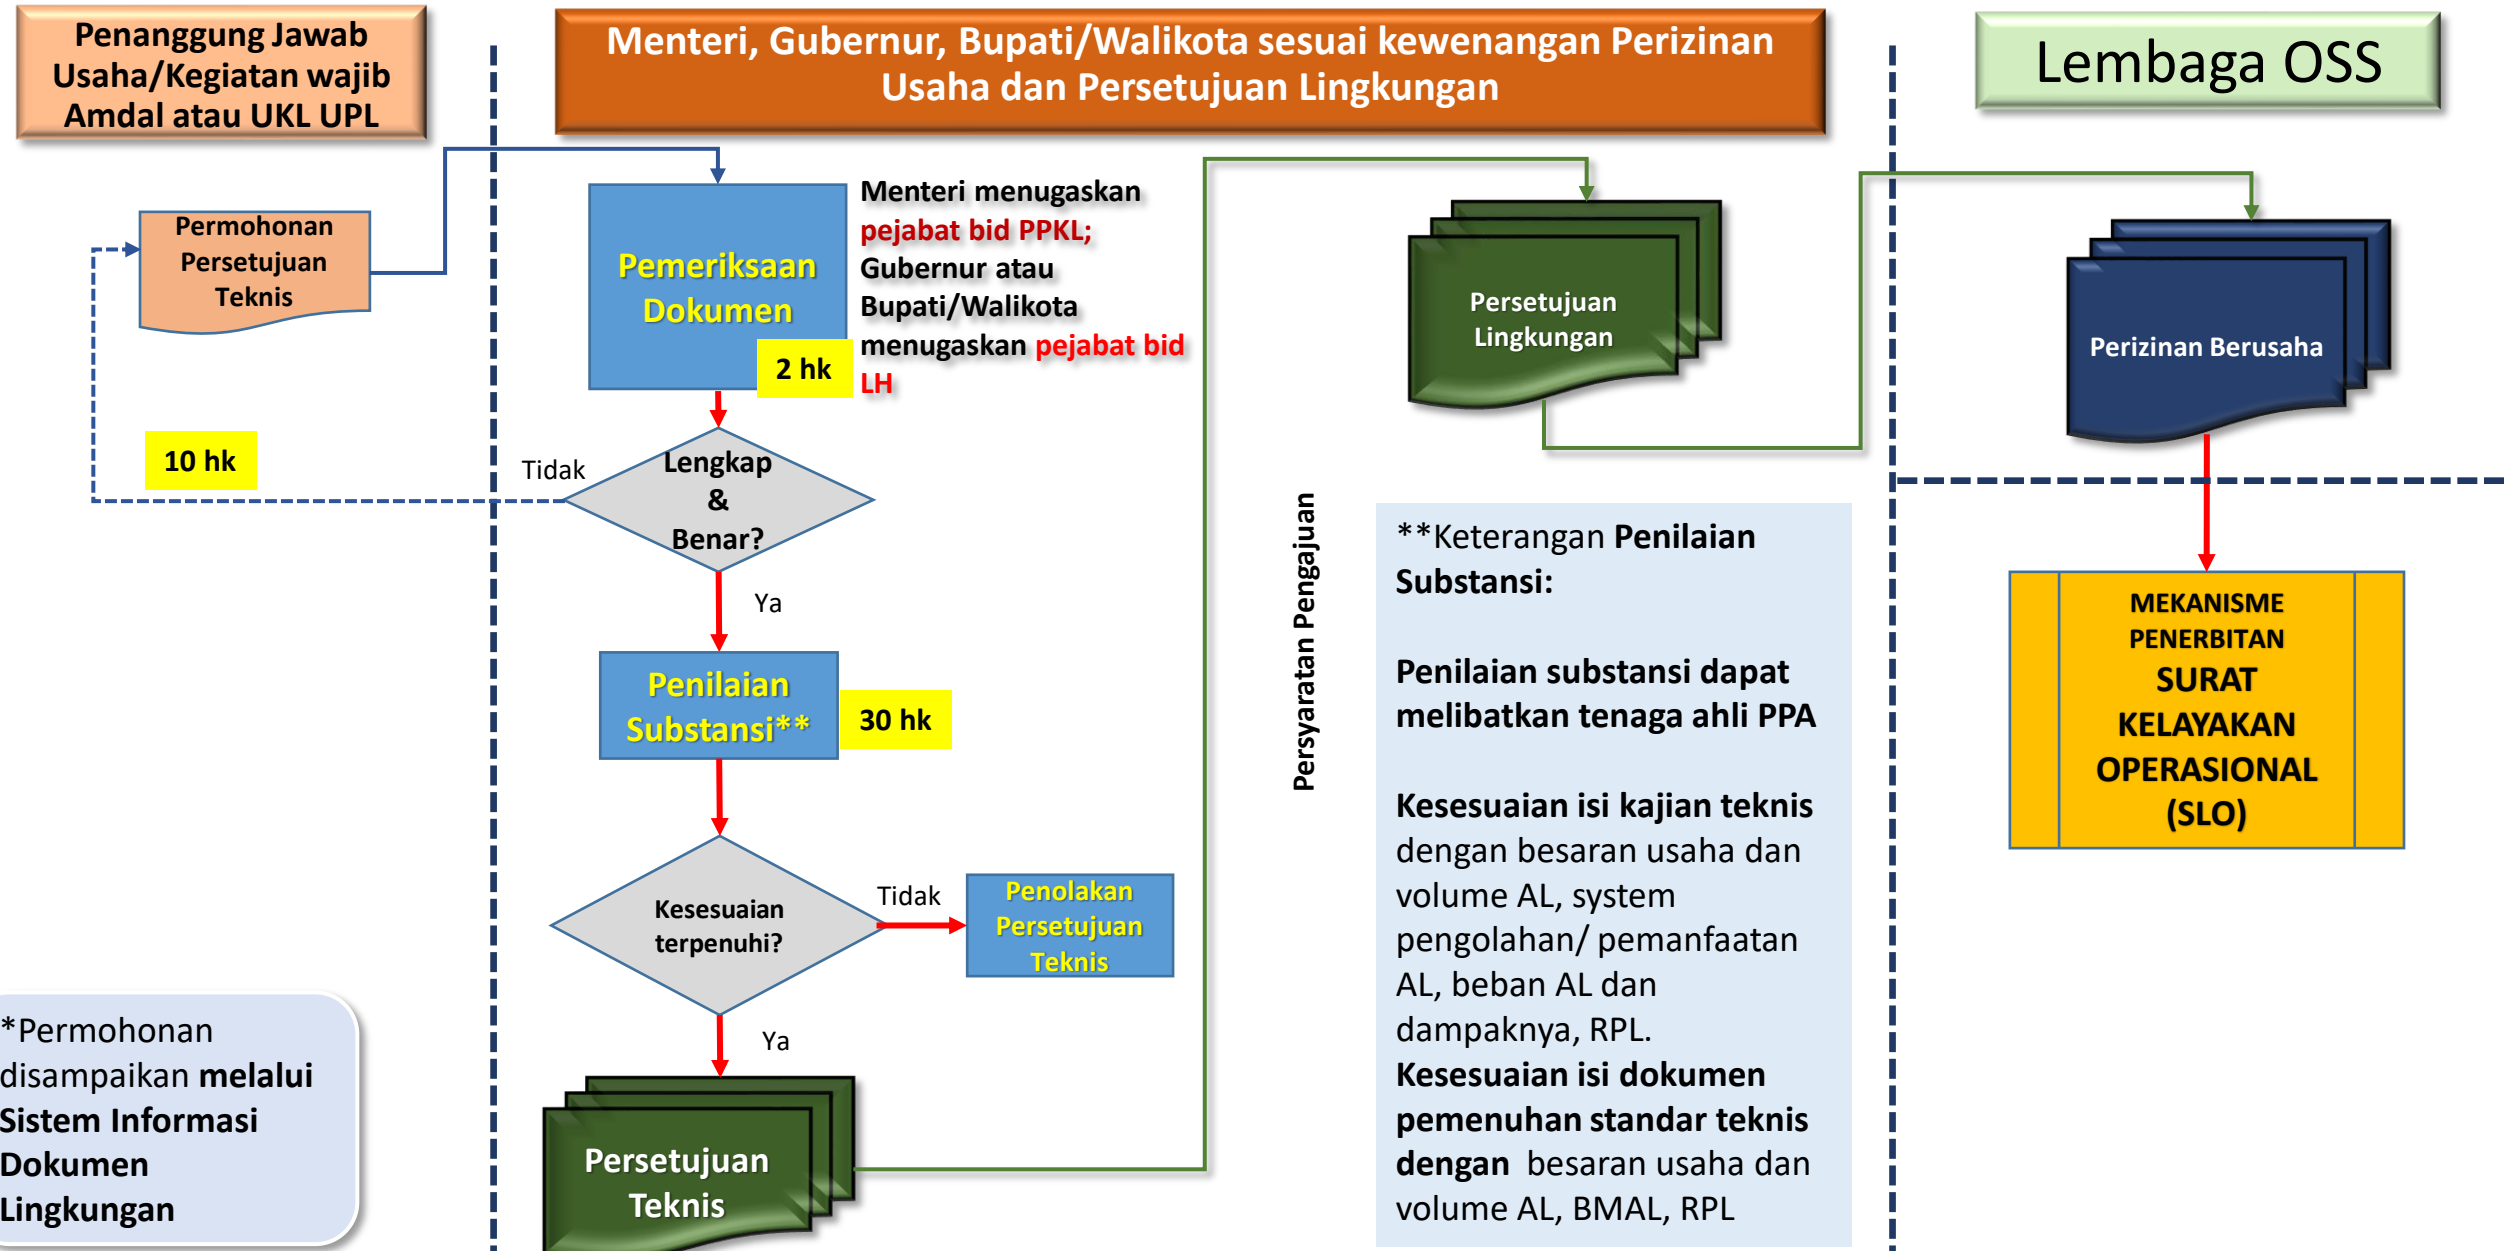 Penanggung Jawab
Usaha/Kegiatan wajib
Amdal atau UKL UPL
Menteri, Gubernur, Bupati/Walikota sesuai kewenangan Perizinan
Usaha dan Persetujuan Lingkungan
Lembaga OSS
Permohonan
Persetujuan
Teknis
10 hk
Pemeriksaan
Dokumen
2 hk
Menteri menugaskan
pejabat bid PPKL;
Gubernur atau
Bupati/Walikota
menugaskan pejabat bid
LH
Tidak
Lengkap
&
Benar?
Ya
Penilaian
Substansi**
30 hk
Kesesuaian
terpenuhi?
Tidak
Penolakan
Persetujuan
Teknis
Ya
Persetujuan
Teknis
Persyaratan Pengajuan
Persetujuan
Lingkungan
**Keterangan Penilaian
Substansi:
Penilaian substansi dapat
melibatkan tenaga ahli PPA
Kesesuaian isi kajian teknis
dengan besaran usaha dan
volume AL, system
pengolahan/ pemanfaatan
AL, beban AL dan
dampaknya, RPL.
Kesesuaian isi dokumen
pemenuhan standar teknis
dengan besaran usaha dan
volume AL, BMAL, RPL
Perizinan Berusaha
MEKANISME
PENERBITAN
SURAT
KELAYAKAN
OPERASIONAL
(SLO)
*Permohonan
disampaikan melalui
Sistem Informasi
Dokumen
Lingkungan